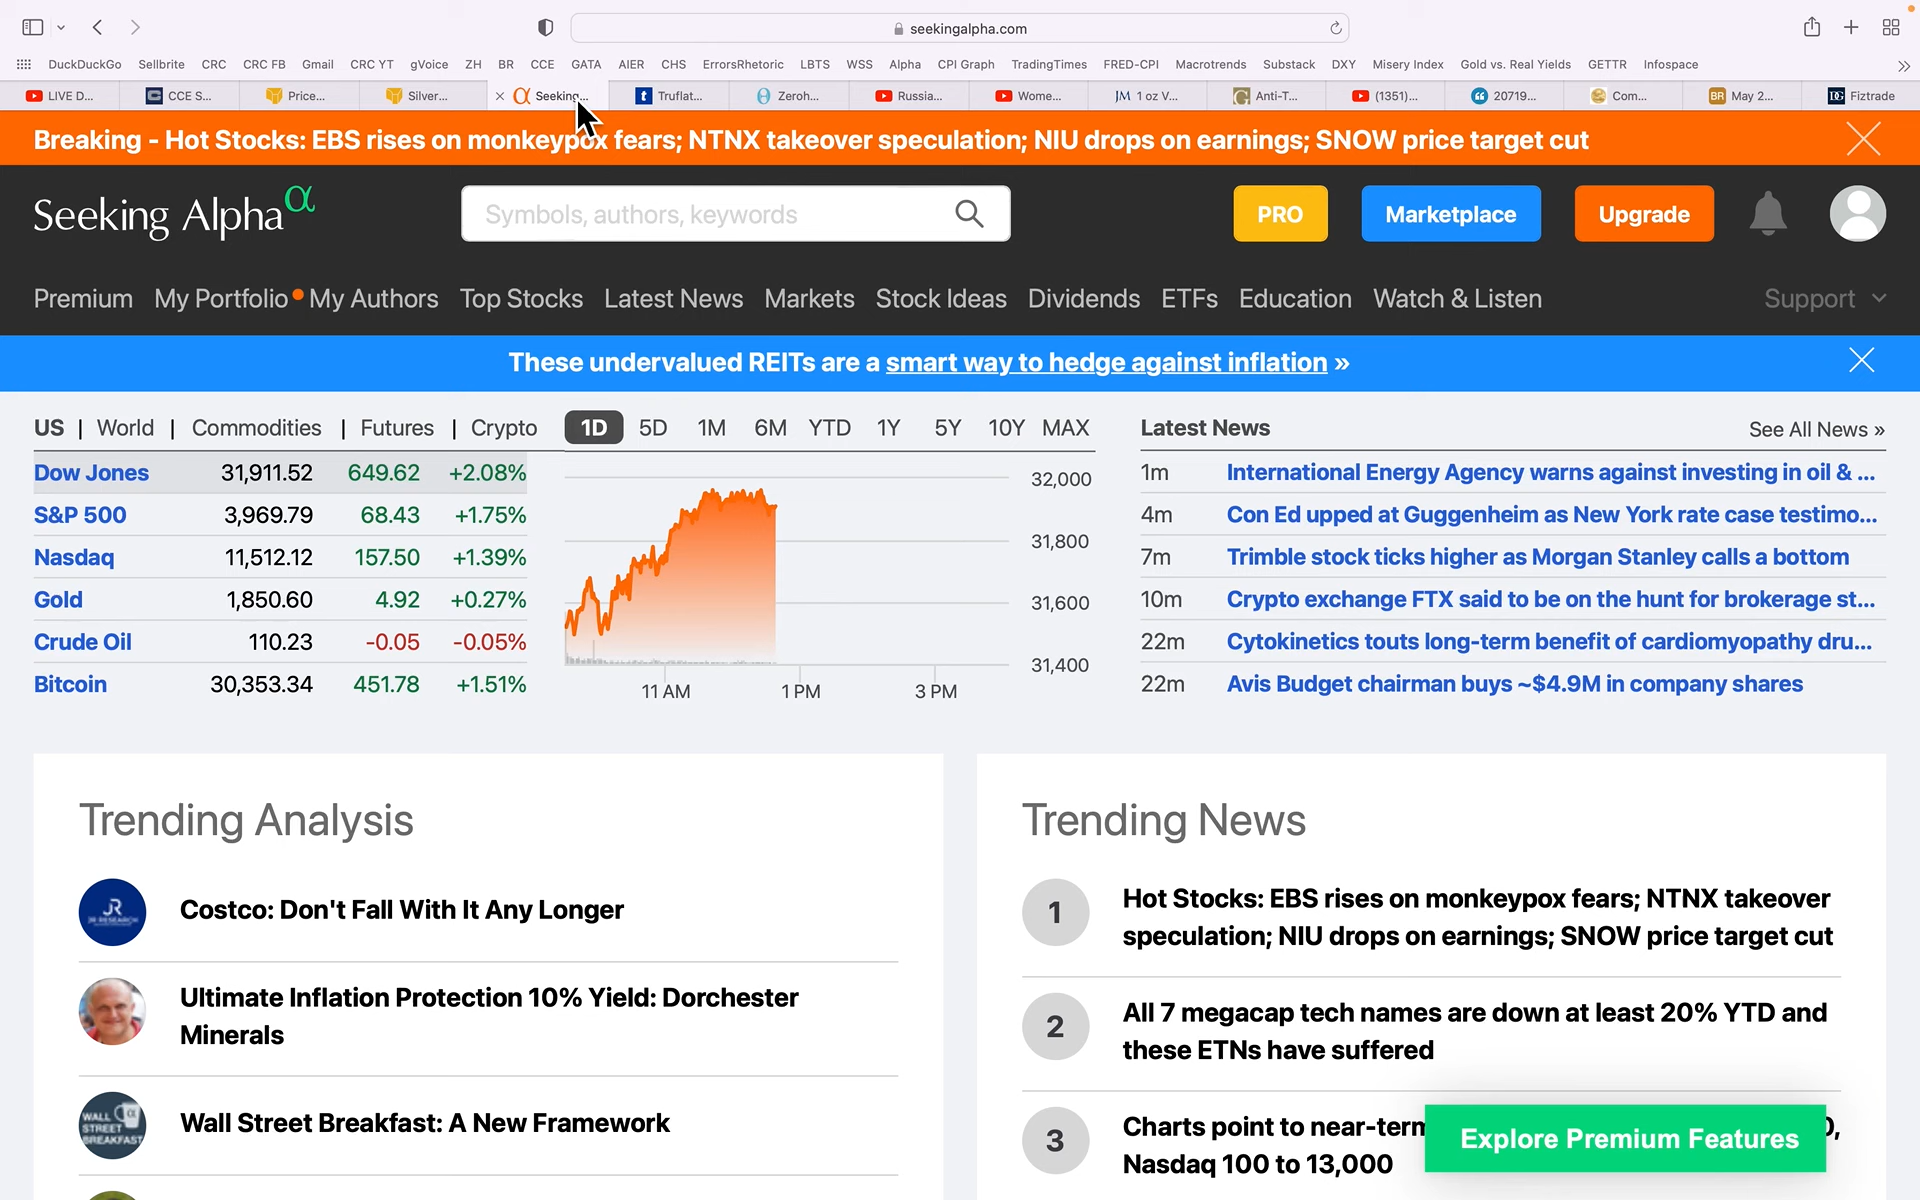 seekingalpha.com
DuckDuckGo Sellbrite CRC CRC FB Gmail CRC YT gVoice ZH BR CCE GATA AIER CHS ErrorsRhetoric LBTS WSS Alpha CPI Graph TradingTimes FRED-CPI Macrotrends Substack DXY Misery Index Gold vs. Real Yields GETTR Infospace
LIVE D... CCE S... Price... Silver... Seeking... Truflat... Zeroh... Russia... Wome... JM 1 oz V... Anti-T... (1351)... 20719... Com... BR May 2... DG Fiztrade
Breaking - Hot Stocks: EBS rises on monkeypox fears; NTNX takeover speculation; NIU drops on earnings; SNOW price target cut
Seeking Alpha α
Symbols, authors, keywords
PRO Marketplace Upgrade
Premium My Portfolio My Authors Top Stocks Latest News Markets Stock Ideas Dividends ETFs Education Watch & Listen Support
These undervalued REITs are a smart way to hedge against inflation »
US | World | Commodities | Futures | Crypto
Dow Jones 31,911.52 649.62 +2.08%
S&P 500 3,969.79 68.43 +1.75%
Nasdaq 11,512.12 157.50 +1.39%
Gold 1,850.60 4.92 +0.27%
Crude Oil 110.23 -0.05 -0.05%
Bitcoin 30,353.34 451.78 +1.51%
1D 5D 1M 6M YTD 1Y 5Y 10Y MAX
32,000
31,800
31,600
31,400
11 AM 1 PM 3 PM
Latest News See All News »
1m International Energy Agency warns against investing in oil & ...
4m Con Ed upped at Guggenheim as New York rate case testimo...
7m Trimble stock ticks higher as Morgan Stanley calls a bottom
10m Crypto exchange FTX said to be on the hunt for brokerage st...
22m Cytokinetics touts long-term benefit of cardiomyopathy dru...
22m Avis Budget chairman buys ~$4.9M in company shares
Trending Analysis
JR RESEARCH
Costco: Don't Fall With It Any Longer
Ultimate Inflation Protection 10% Yield: Dorchester
Minerals
WALL
STREET
BREAKFAST
Wall Street Breakfast: A New Framework
Trending News
1 Hot Stocks: EBS rises on monkeypox fears; NTNX takeover
speculation; NIU drops on earnings; SNOW price target cut
2 All 7 megacap tech names are down at least 20% YTD and
these ETNs have suffered
3 Charts point to near-term 0,
Nasdaq 100 to 13,000
Explore Premium Features